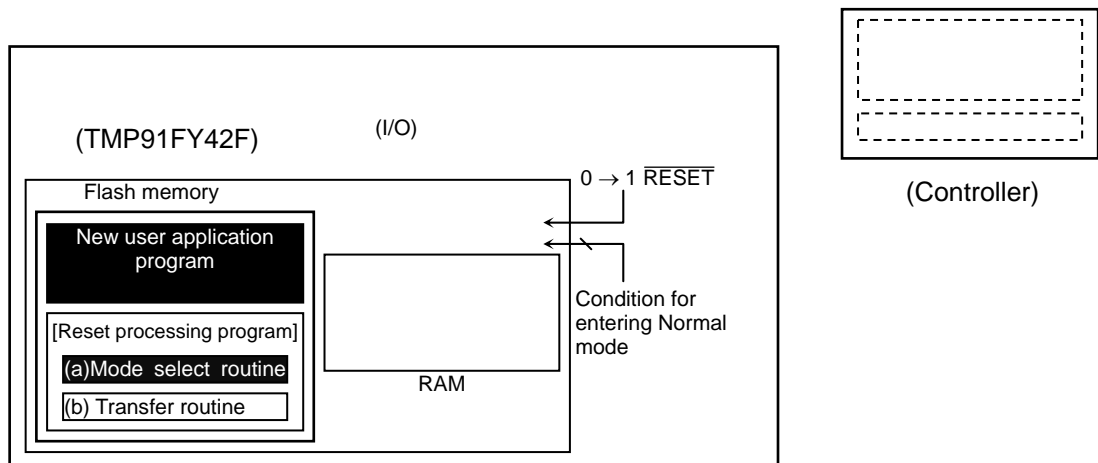 (TMP91FY42F)
(I/O)
Flash memory
New user application
program
[Reset processing program]
(a)Mode select routine
(b) Transfer routine
RAM
0 → 1 RESET
Condition for
entering Normal
mode
(Controller)